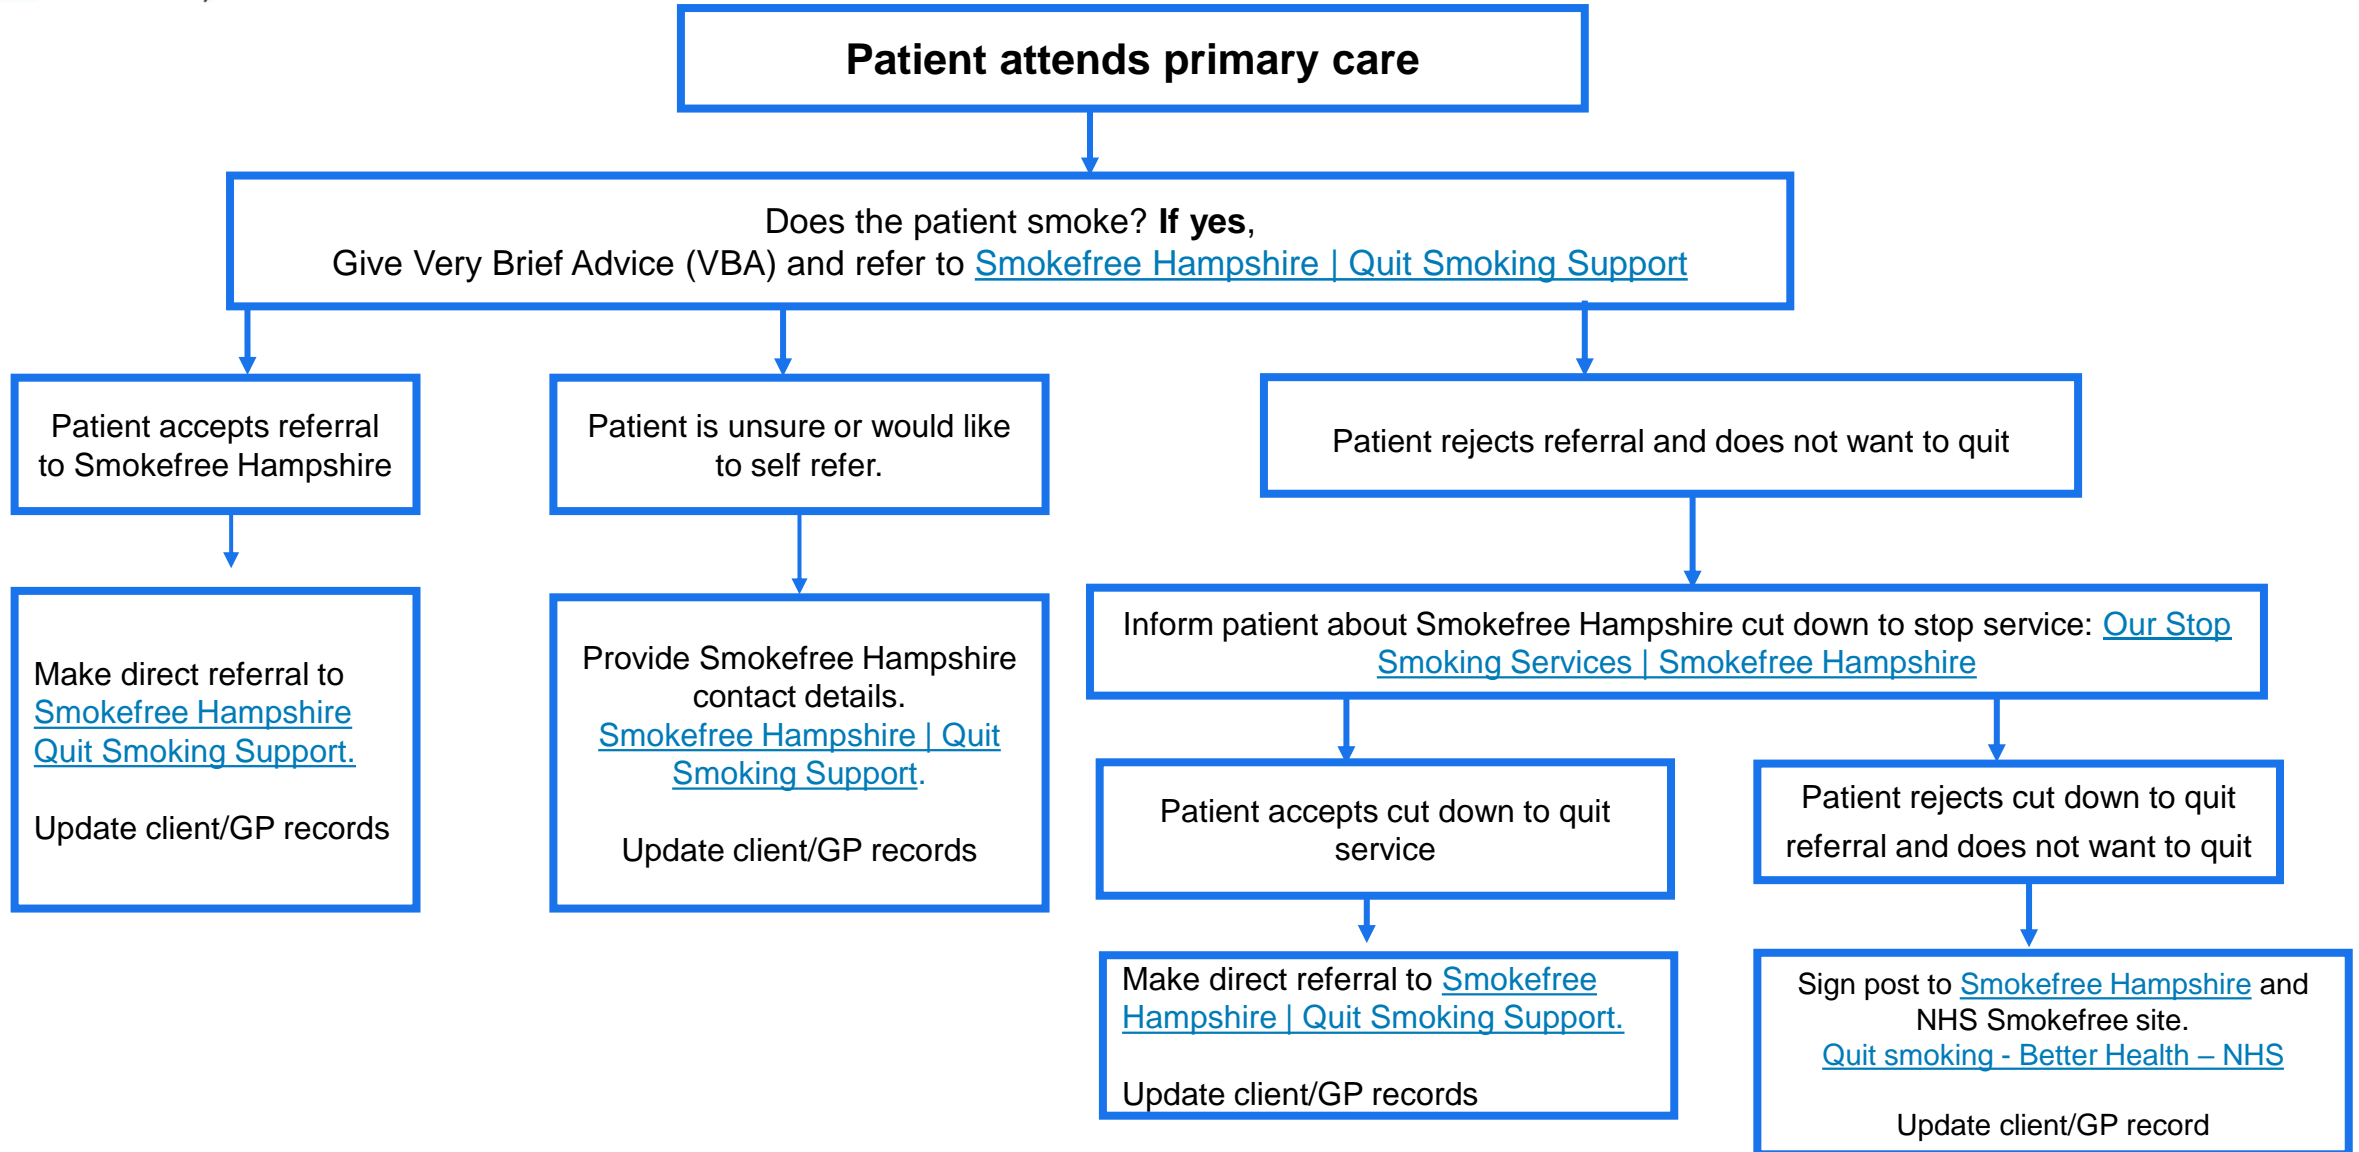 Patient attends primary care
Does the patient smoke? If yes,
Give Very Brief Advice (VBA) and refer to Smokefree Hampshire | Quit Smoking Support
Patient accepts referral
to Smokefree Hampshire
Patient is unsure or would like
to self refer.
Patient rejects referral and does not want to quit
Make direct referral to
Smokefree Hampshire
Quit Smoking Support.
Update client/GP records
Provide Smokefree Hampshire
contact details.
Smokefree Hampshire | Quit
Smoking Support.
Update client/GP records
Inform patient about Smokefree Hampshire cut down to stop service: Our Stop
Smoking Services | Smokefree Hampshire
Patient accepts cut down to quit
service
Patient rejects cut down to quit
referral and does not want to quit
Make direct referral to Smokefree
Hampshire | Quit Smoking Support.
Update client/GP records
Sign post to Smokefree Hampshire and
NHS Smokefree site.
Quit smoking - Better Health – NHS
Update client/GP record